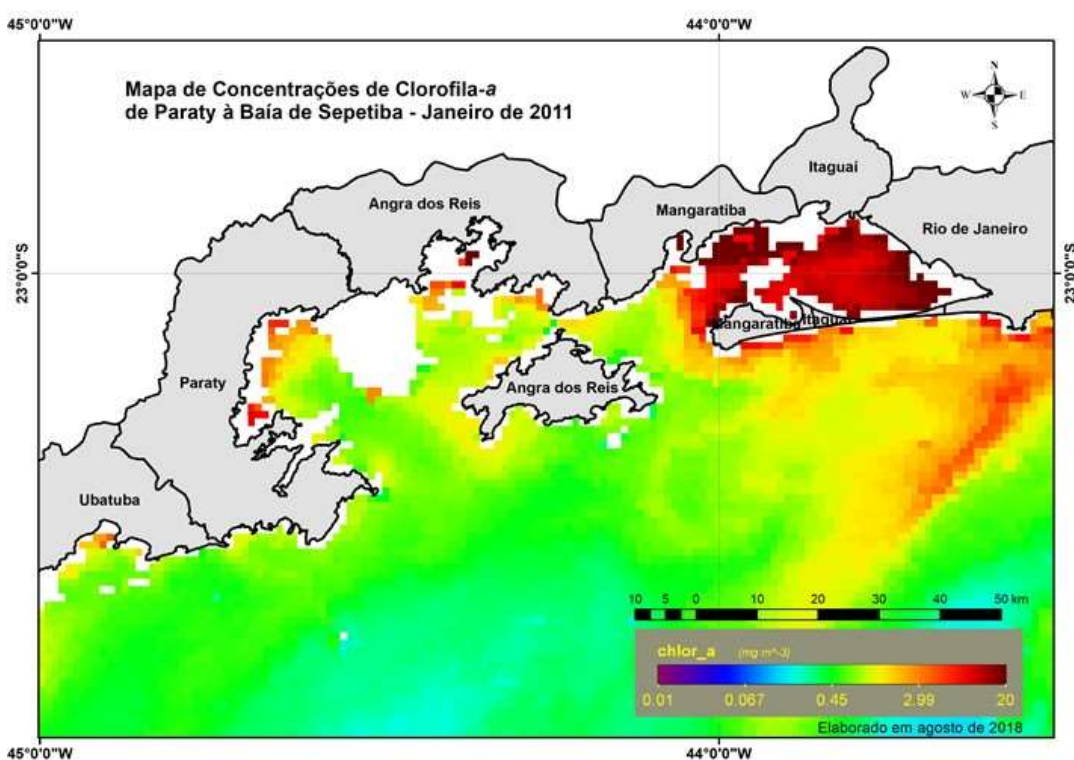 45°0'0"W
44°0'0"W
Mapa de Concentrações de Clorofila-a
de Paraty à Baía de Sepetiba - Janeiro de 2011
N
W
E
S
Itaguaí
Angra dos Reis
Mangaratiba
Rio de Janeiro
23°0'0"S
23°0'0"S
Mangaratiba
Itaguaí
Paraty
Angra dos Reis
Ubatuba
10 5 0 10 20 30 40 50 km
chlor_a (mg m^-3)
0.01 0.067 0.45 2.99 20
Elaborado em agosto de 2018
45°0'0"W
44°0'0"W